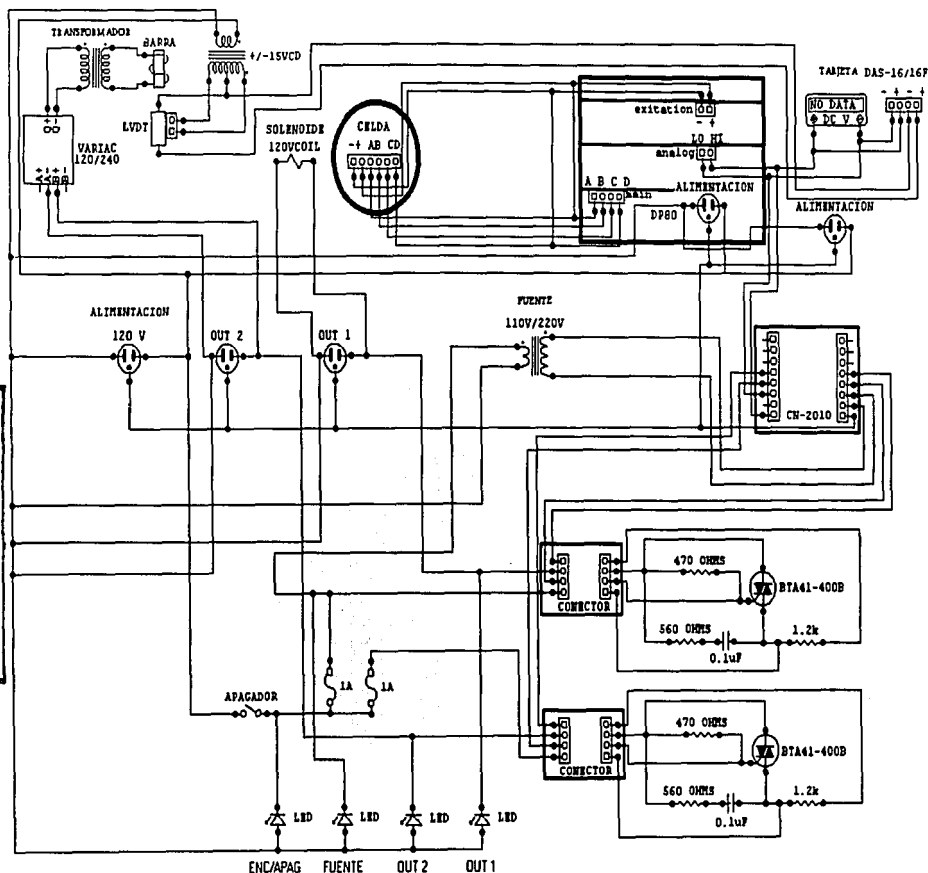 TRANSFORMADOR
BARRA
+/-15VCD
TARJETA DAS-16/16F
+ -
- + - +
NO DATA
DC V
LVDT
VARIAC
120/240
A+
A-
B+
B-
SOLENOIDE
120VCOIL
CELDA
-+ AB CD
exitation
- +
LO HI
analog
A B C D
main
ALIMENTACION
DP80
ALIMENTACION
ALIMENTACION
120 V
OUT 2
OUT 1
FUENTE
110V/220V
CN-2010
CONECTOR
470 OHMS
BTA41-400B
560 OHMS
0.1uF
1.2k
1A
1A
APAGADOR
CONECTOR
470 OHMS
BTA41-400B
560 OHMS
0.1uF
1.2k
LED
LED
LED
LED
ENC/APAG
FUENTE
OUT 2
OUT 1